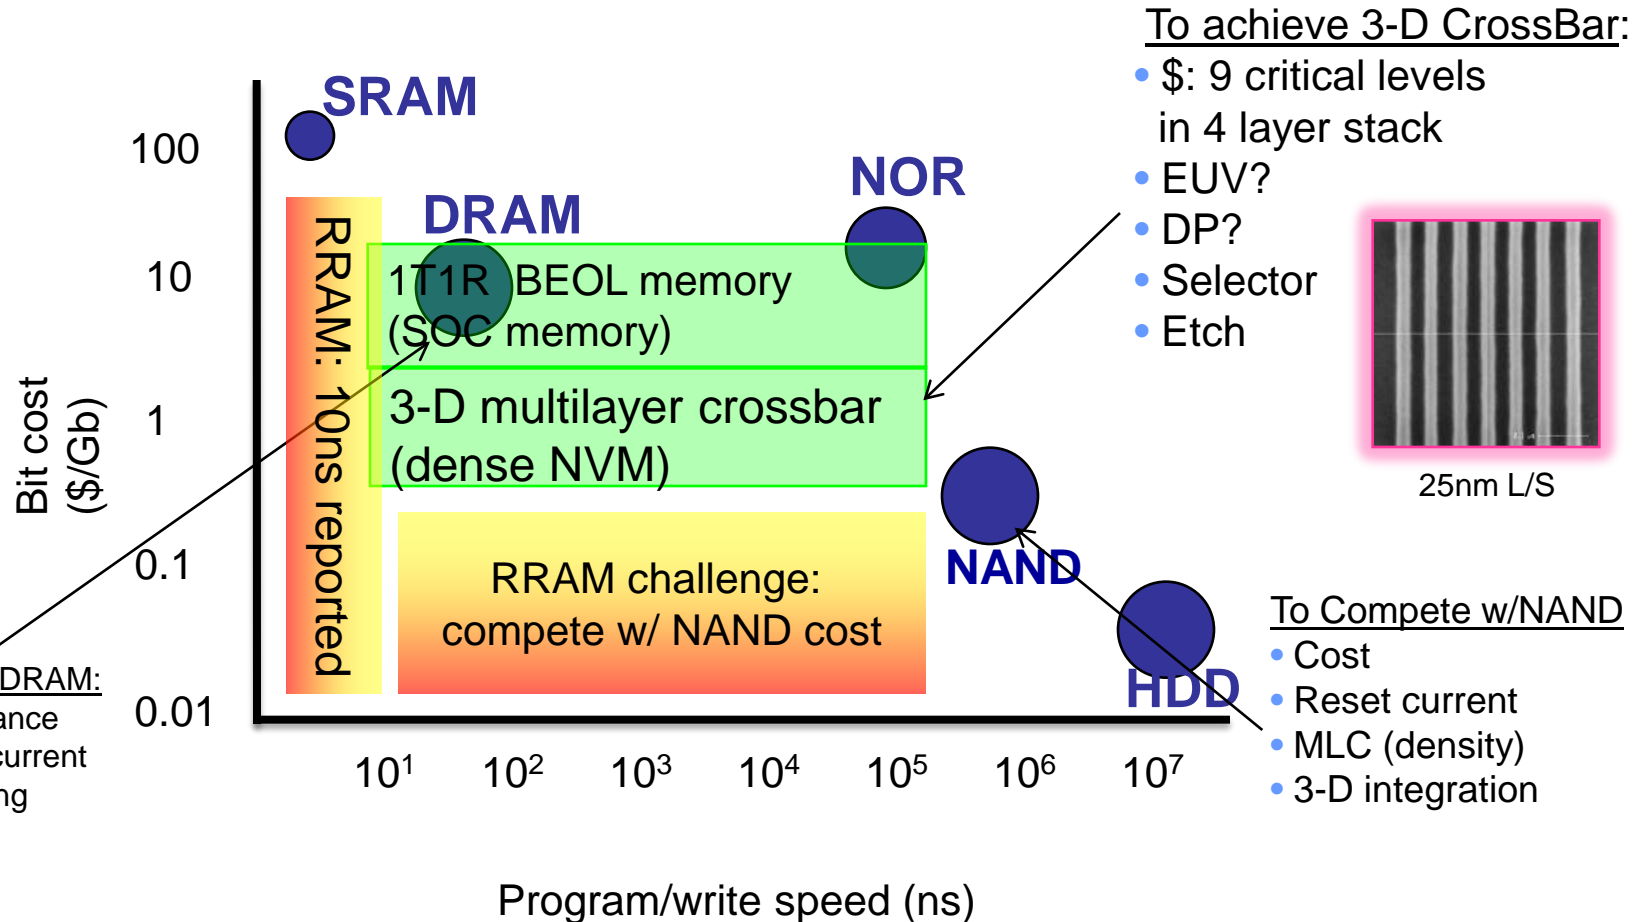 To achieve 3-D CrossBar:
• $: 9 critical levels
in 4 layer stack
• EUV?
• DP?
• Selector
• Etch
25nm L/S
SRAM
DRAM
NOR
NAND
HDD
1T1R BEOL memory
(SOC memory)
3-D multilayer crossbar
(dense NVM)
RRAM: 10ns reported
RRAM challenge:
compete w/ NAND cost
Bit cost
($/Gb)
100
10
1
0.1
0.01
10¹ 10² 10³ 10⁴ 10⁵ 10⁶ 10⁷
Program/write speed (ns)
To Compete w/NAND
• Cost
• Reset current
• MLC (density)
• 3-D integration
DRAM:
current